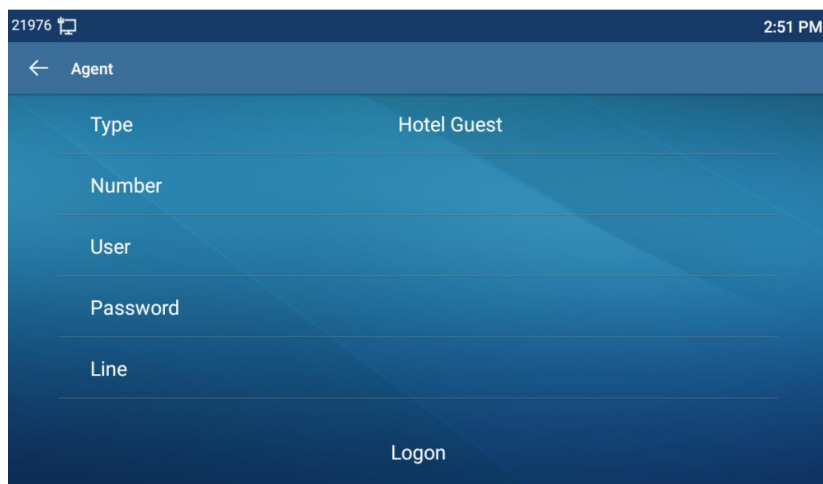 21976 2:51 PM
Agent
Type Hotel Guest
Number
User
Password
Line
Logon